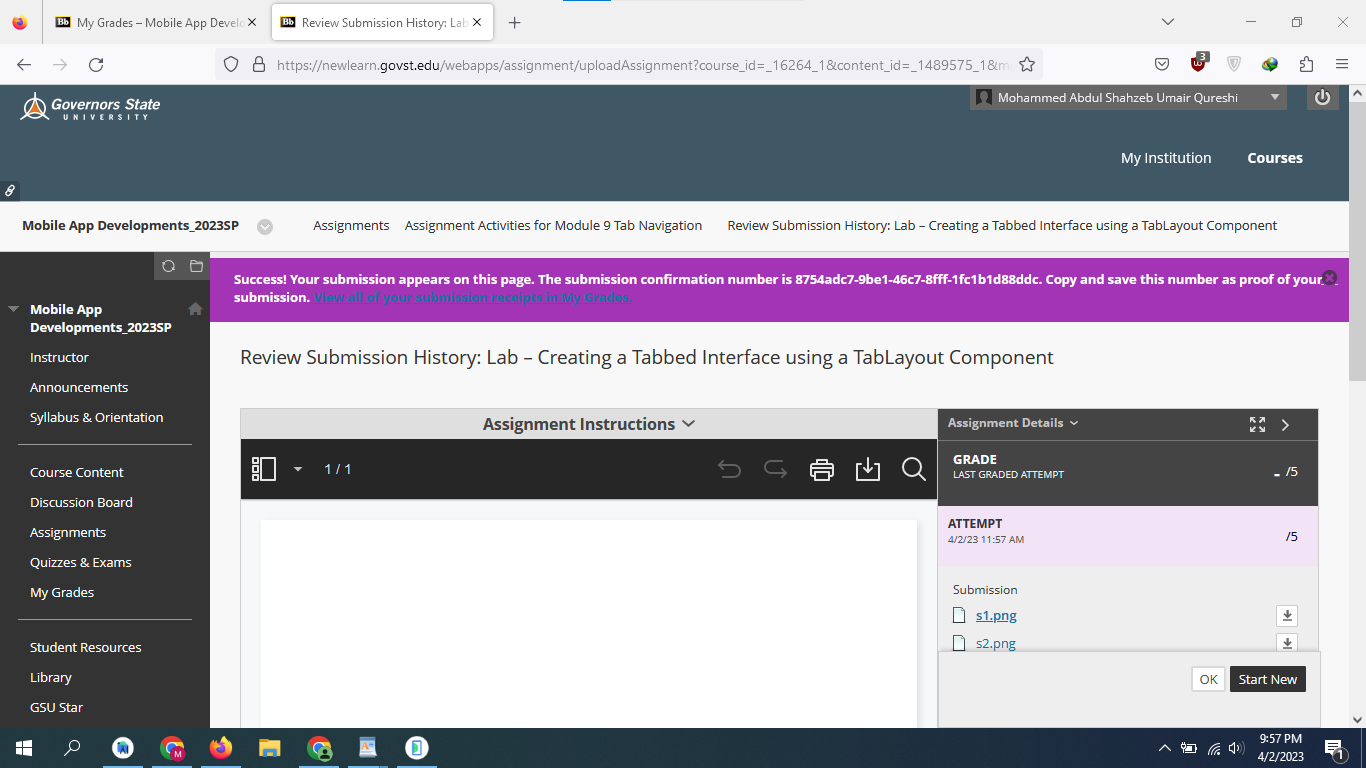 My Grades – Mobile App Develo
Review Submission History: Lab
https://newlearn.govst.edu/webapps/assignment/uploadAssignment?course_id=_16264_1&content_id=_1489575_1&m
3
Governors State
UNIVERSITY
Mohammed Abdul Shahzeb Umair Qureshi
My Institution
Courses
Mobile App Developments_2023SP
Assignments
Assignment Activities for Module 9 Tab Navigation
Review Submission History: Lab – Creating a Tabbed Interface using a TabLayout Component
Success! Your submission appears on this page. The submission confirmation number is 8754adc7-9be1-46c7-8fff-1fc1b1d88ddc. Copy and save this number as proof of your
submission. View all of your submission receipts in My Grades.
Mobile App
Developments_2023SP
Instructor
Announcements
Syllabus & Orientation
Course Content
Discussion Board
Assignments
Quizzes & Exams
My Grades
Student Resources
Library
GSU Star
Review Submission History: Lab – Creating a Tabbed Interface using a TabLayout Component
Assignment Instructions
1 / 1
Assignment Details
GRADE
LAST GRADED ATTEMPT
- /5
ATTEMPT
4/2/23 11:57 AM
/5
Submission
s1.png
s2.png
OK
Start New
9:57 PM
4/2/2023
1